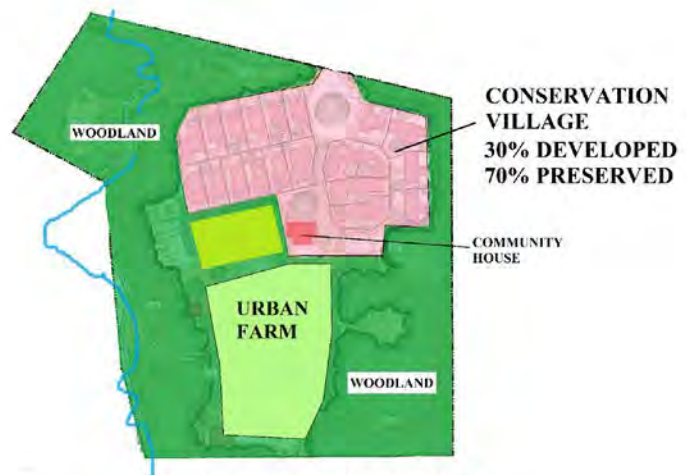 CONSERVATION
VILLAGE
30% DEVELOPED
70% PRESERVED
WOODLAND
COMMUNITY
HOUSE
URBAN
FARM
WOODLAND